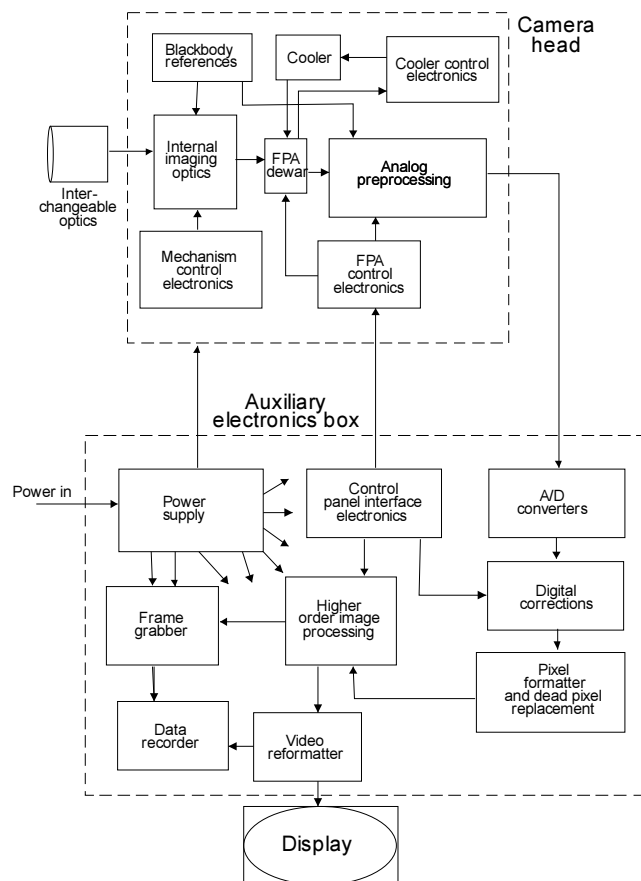 Camera
head
Blackbody
references
Cooler
Cooler control
electronics
Internal
imaging
optics
FPA
dewar
Analog
preprocessing
Inter-
changeable
optics
Mechanism
control
electronics
FPA
control
electronics
Auxiliary
electronics box
Power in
Power
supply
Control
panel interface
electronics
A/D
converters
Frame
grabber
Higher
order image
processing
Digital
corrections
Pixel
formatter
and dead pixel
replacement
Data
recorder
Video
reformatter
Display